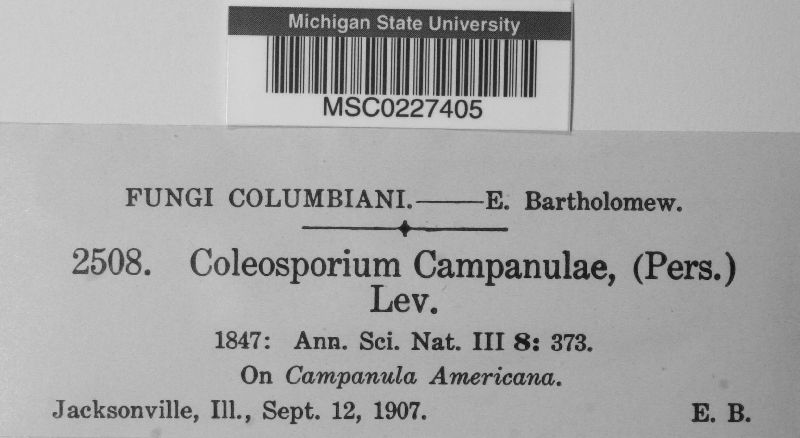 Michigan State University
MSC0227405
FUNGI COLUMBIANI.——E. Bartholomew.
2508. Coleosporium Campanulae, (Pers.)
Lev.
1847: Ann. Sci. Nat. III 8: 373.
On Campanula Americana.
Jacksonville, Ill., Sept. 12, 1907. E. B.